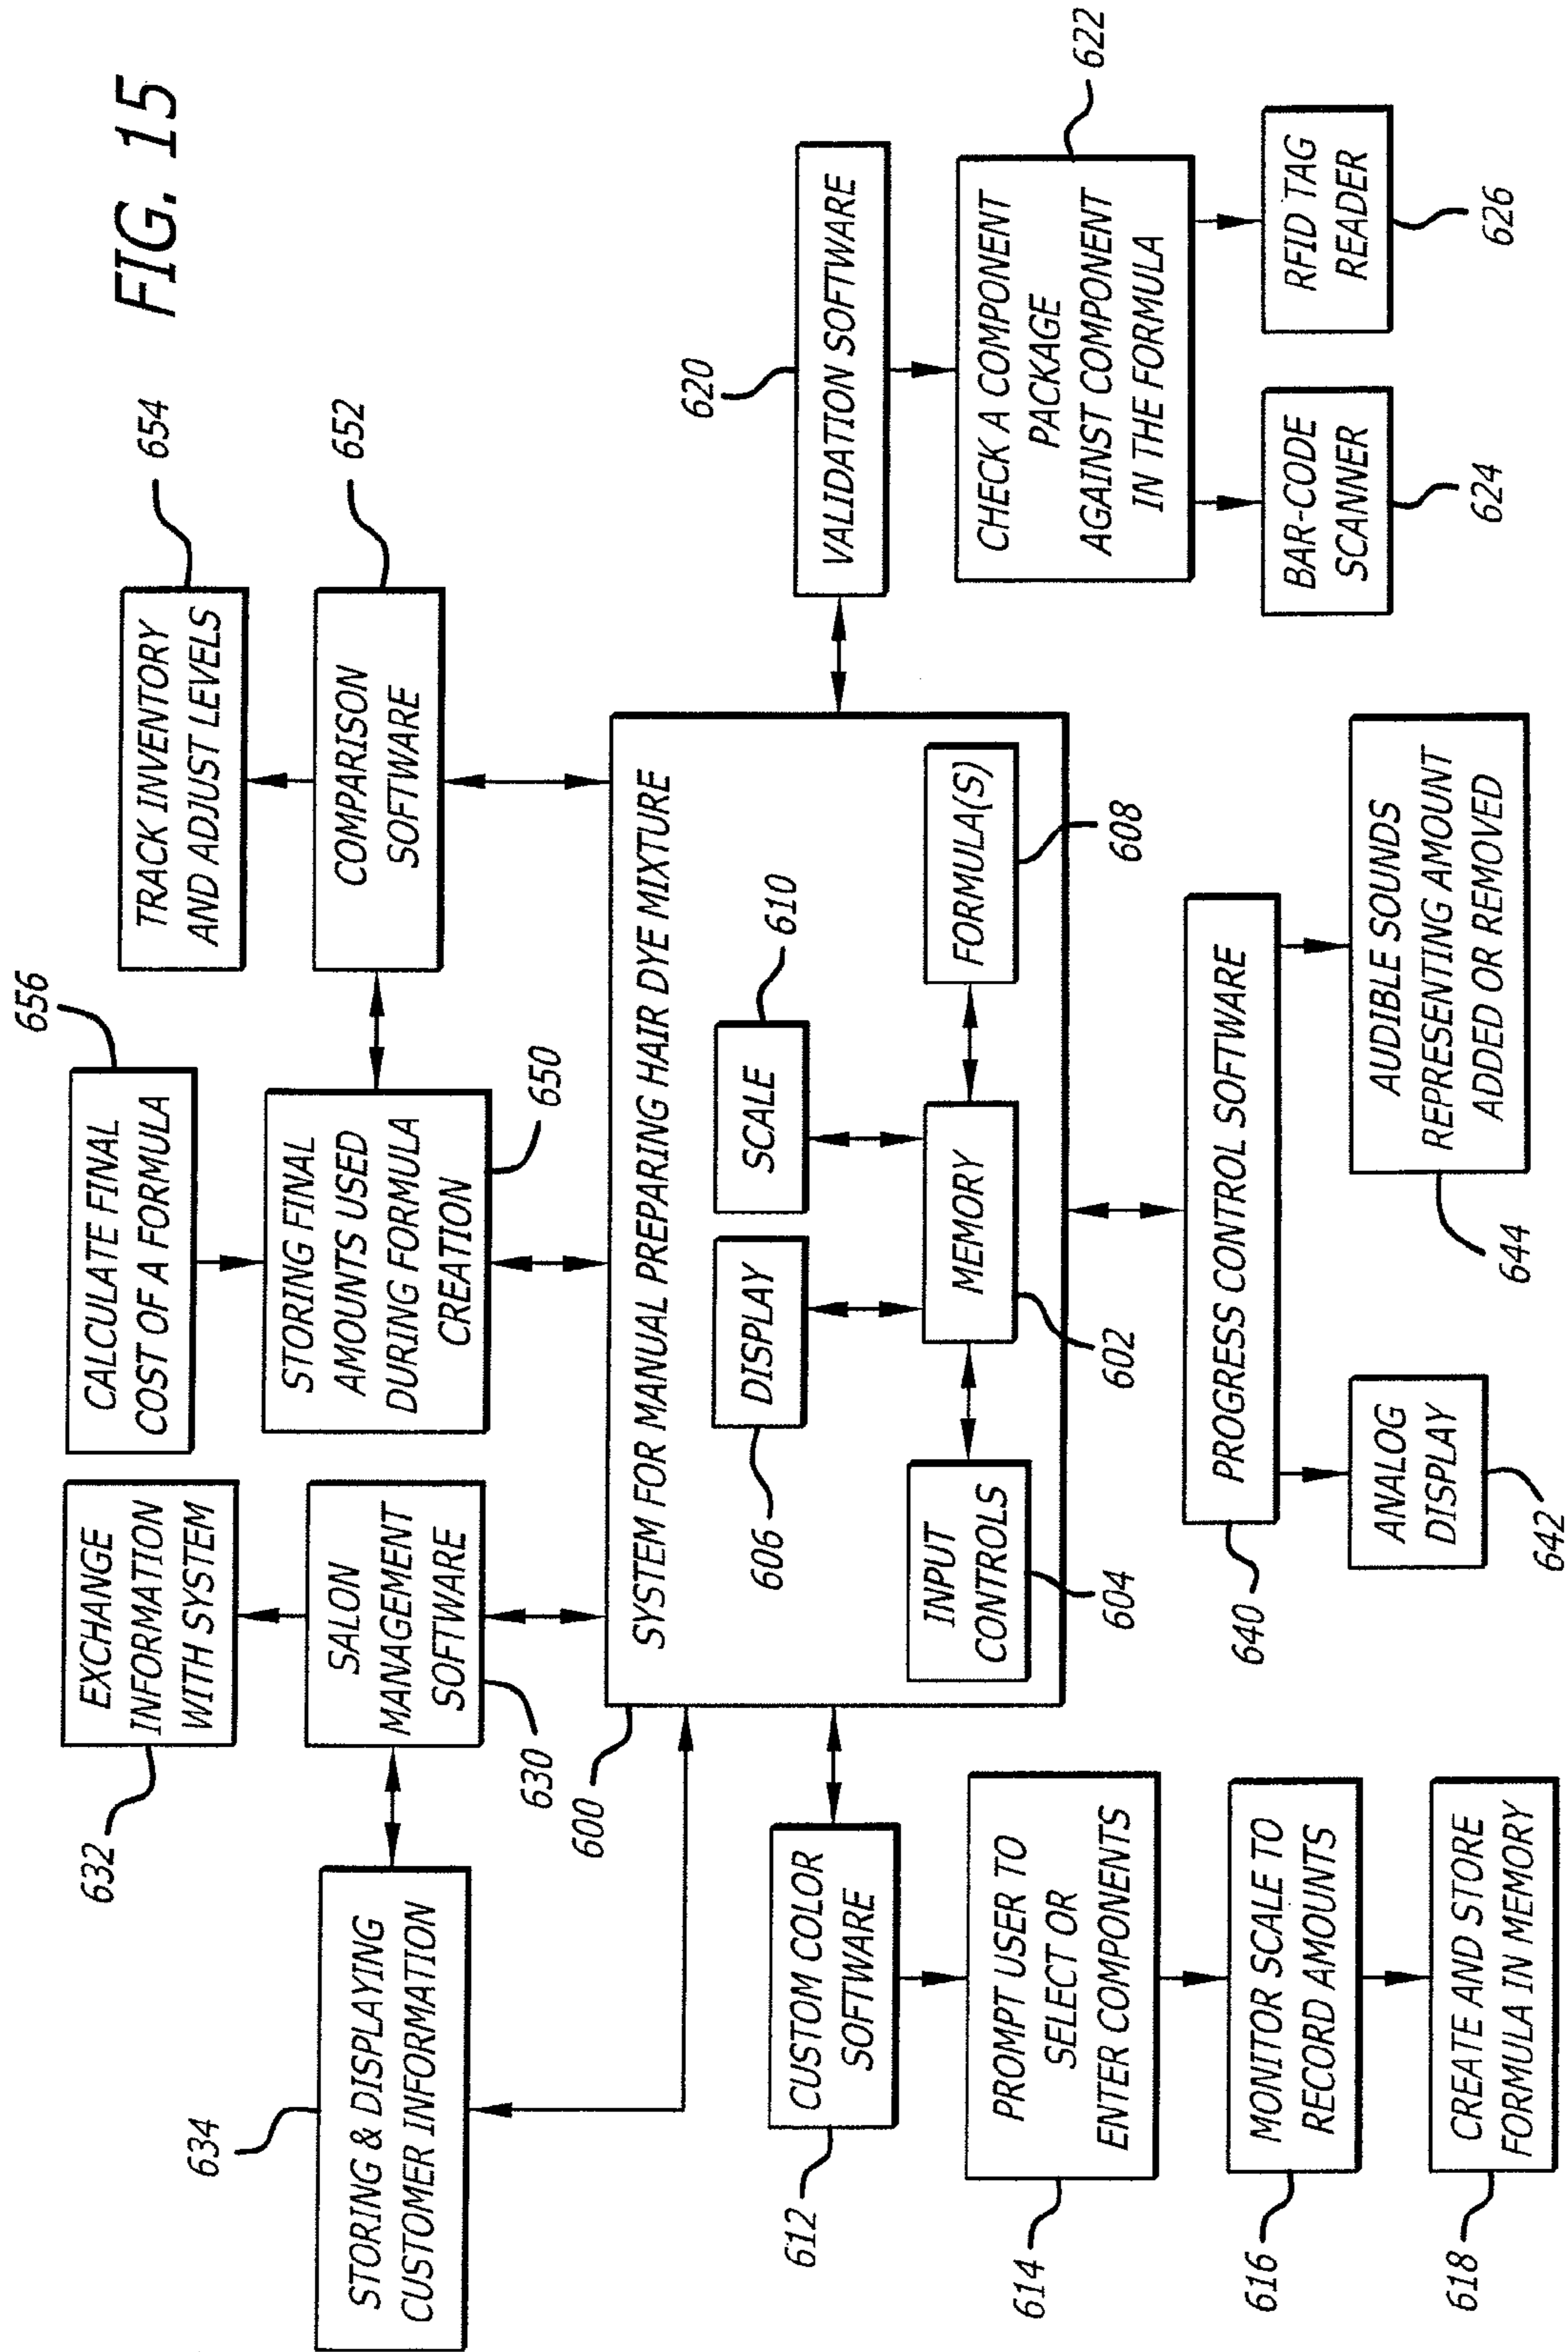 FIG. 15
656
CALCULATE FINAL
COST OF A FORMULA
654
TRACK INVENTORY
AND ADJUST LEVELS
632
EXCHANGE
INFORMATION
WITH SYSTEM
634
STORING & DISPLAYING
CUSTOMER INFORMATION
SALON
MANAGEMENT
SOFTWARE
630
STORING FINAL
AMOUNTS USED
DURING FORMULA
CREATION
650
COMPARISON
SOFTWARE
652
600
SYSTEM FOR MANUAL PREPARING HAIR DYE MIXTURE
606
DISPLAY
SCALE
610
INPUT
CONTROLS
604
MEMORY
602
FORMULA(S)
608
620
VALIDATION SOFTWARE
CHECK A COMPONENT
PACKAGE
AGAINST COMPONENT
IN THE FORMULA
622
BAR-CODE
SCANNER
624
RFID TAG
READER
626
612
CUSTOM COLOR
SOFTWARE
614
PROMPT USER TO
SELECT OR
ENTER COMPONENTS
616
MONITOR SCALE TO
RECORD AMOUNTS
618
CREATE AND STORE
FORMULA IN MEMORY
640
PROGRESS CONTROL SOFTWARE
ANALOG
DISPLAY
642
AUDIBLE SOUNDS
REPRESENTING AMOUNT
ADDED OR REMOVED
644